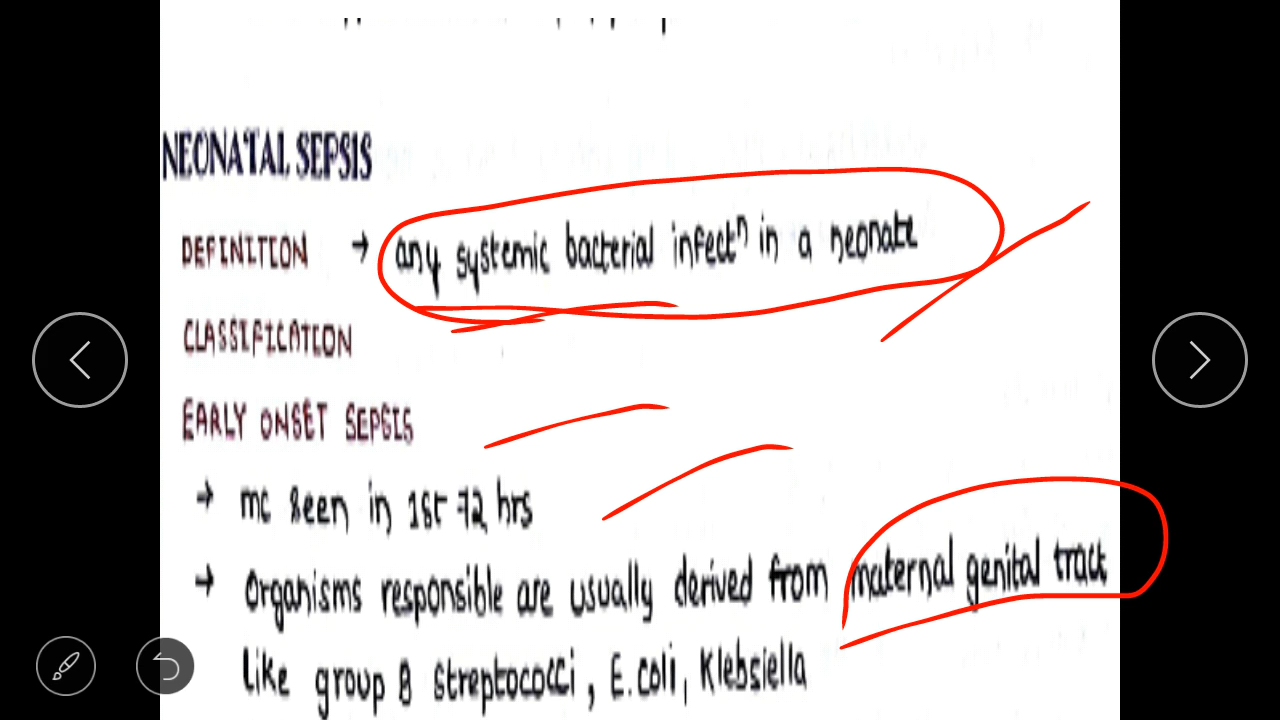 NEONATAL SEPSIS
DEFINITION → any systemic bacterial infectⁿ in a neonate
CLASSIFICATION
EARLY ONSET SEPSIS
→ mc seen in 1st 72 hrs
→ Organisms responsible are usually derived from maternal genital tract
like group B streptococci, E.coli, Klebsiella